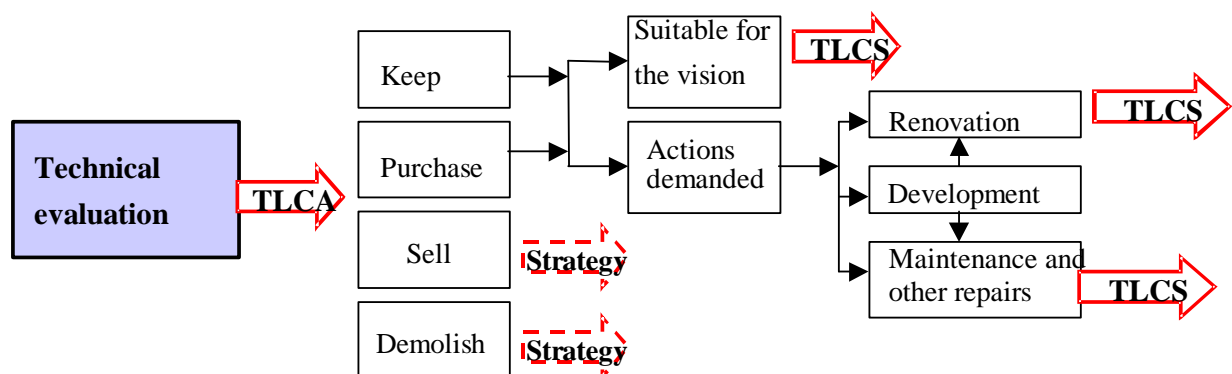 Technical
evaluation
TLCA
Keep
Purchase
Sell
Demolish
Strategy
Strategy
Suitable for
the vision
TLCS
Actions
demanded
Renovation
Development
Maintenance and
other repairs
TLCS
TLCS